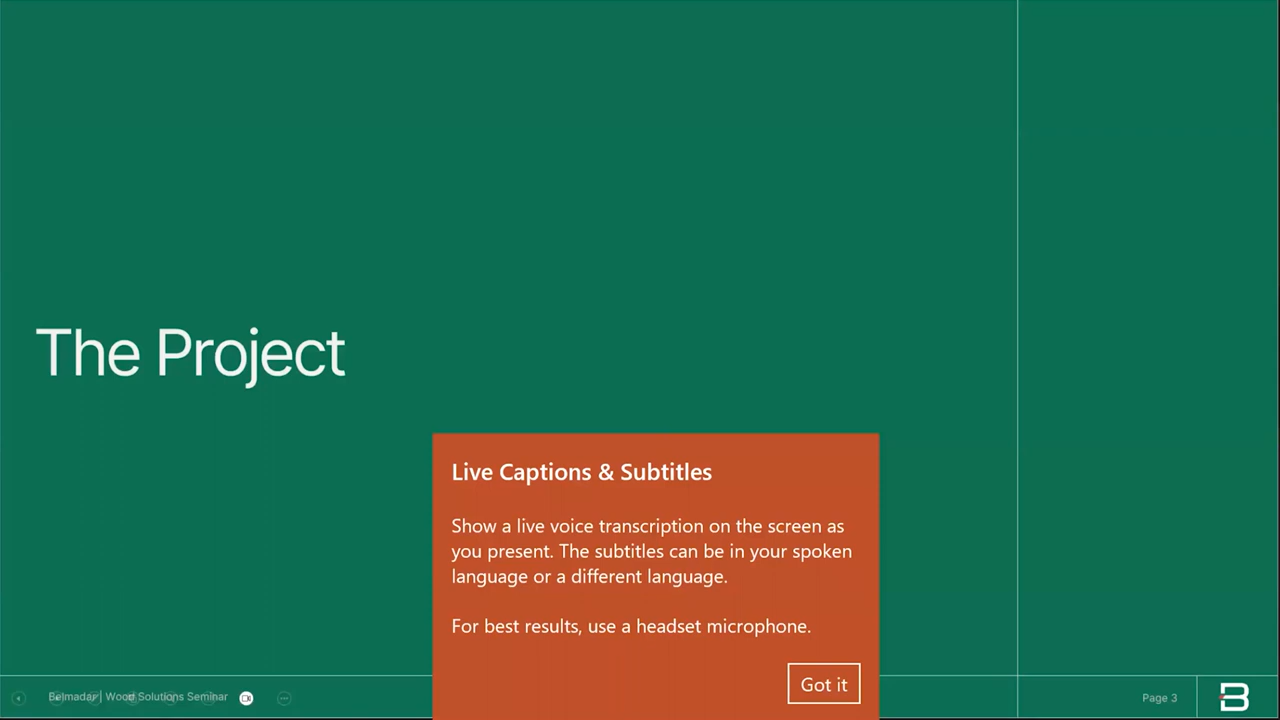 The Project
Live Captions & Subtitles
Show a live voice transcription on the screen as
you present. The subtitles can be in your spoken
language or a different language.
For best results, use a headset microphone.
Got it
Belmadar | Wood Solutions Seminar
Page 3
B